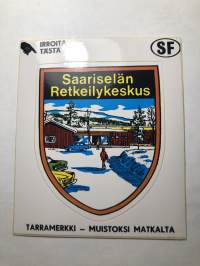 IRROITA
TÄSTÄ
SF
Saariselän
Retkeilykeskus
TARRAMERKKI – MUISTOKSI MATKALTA